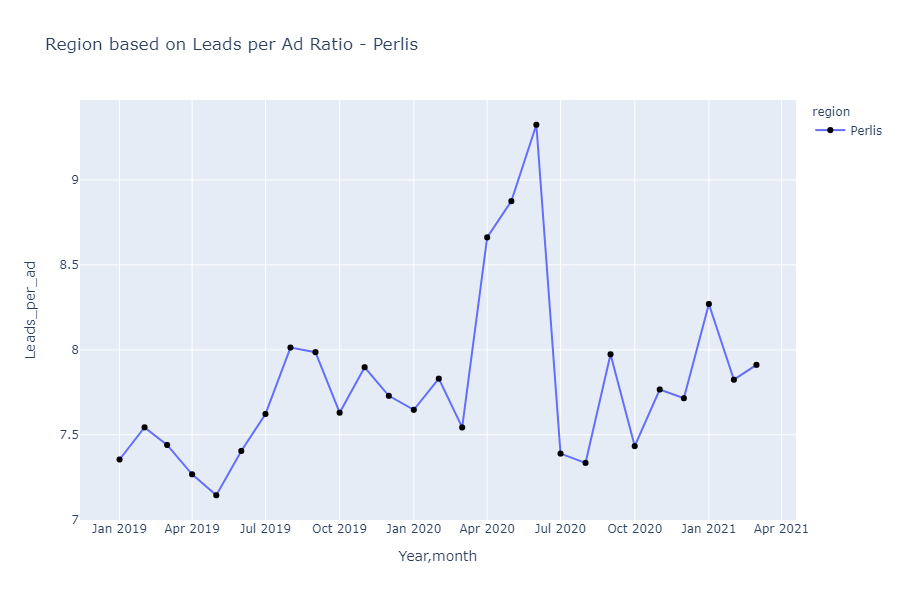 Region based on Leads per Ad Ratio - Perlis
region
Perlis
Leads_per_ad
9
8.5
8
7.5
7
Jan 2019 Apr 2019 Jul 2019 Oct 2019 Jan 2020 Apr 2020 Jul 2020 Oct 2020 Jan 2021 Apr 2021
Year,month